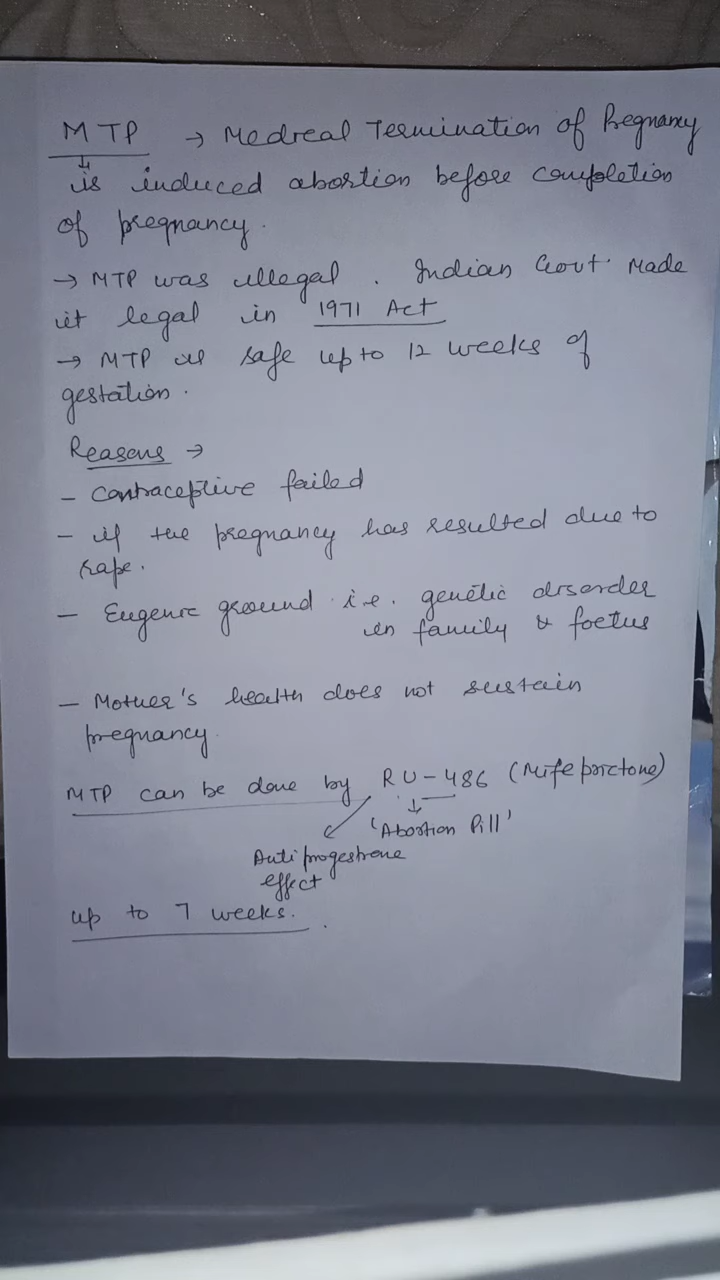 MTP → Medical Termination of Pregnancy
↓
is induced abortion before completion
of pregnancy.
→ MTP was illegal. Indian Govt. Made
it legal in 1971 Act
→ MTP is safe up to 12 weeks of
gestation.
Reasons →
- Contraceptive failed
- if the pregnancy has resulted due to
rape.
- Eugenic ground i.e. genetic disorder
in family & foetus
- Mother's health does not sustain
pregnancy
MTP can be done by RU-486 (Mifeporctone)
↓
'Abortion Pill'
Anti progestrone
effect
up to 7 weeks.